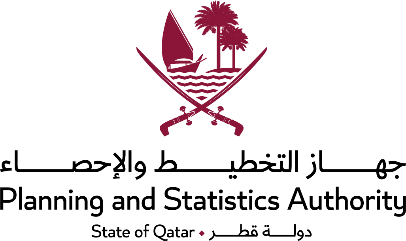 جهاز التخطيط والإحصاء
Planning and Statistics Authority
State of Qatar • دولة قطر